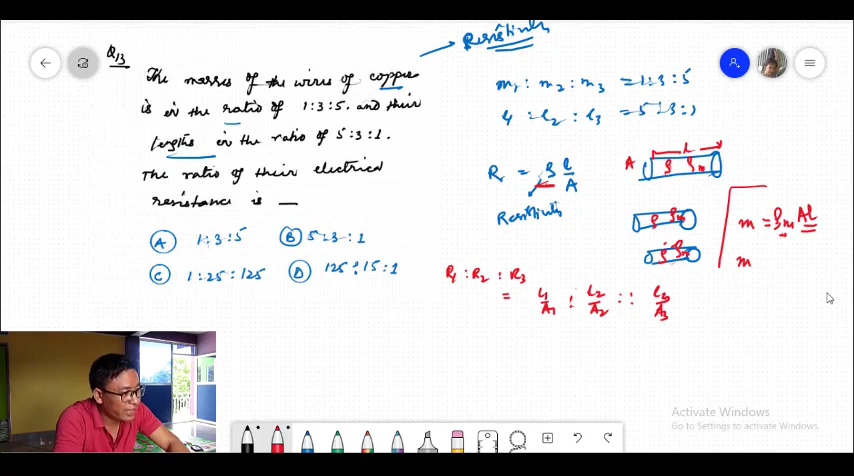 Q13
The masses of the wires of copper
is in the ratio of 1:3:5. and their
lengths in the ratio of 5:3:1.
The ratio of their electrical
resistance is __
(A) 1:3:5 (B) 5:3:1
(C) 1:25:125 (D) 125:15:1
m1 : m2 : m3 = 1:3:5
l1 : l2 : l3 = 5:3:1
R = ρ l/A
A l
ρ ρm
ρ ρm
ρ ρm
m = ρm Al
m
R1 : R2 : R3
= l1/A1 : l2/A2 :: l3/A3
Activate Windows
Go to Settings to activate Windows.